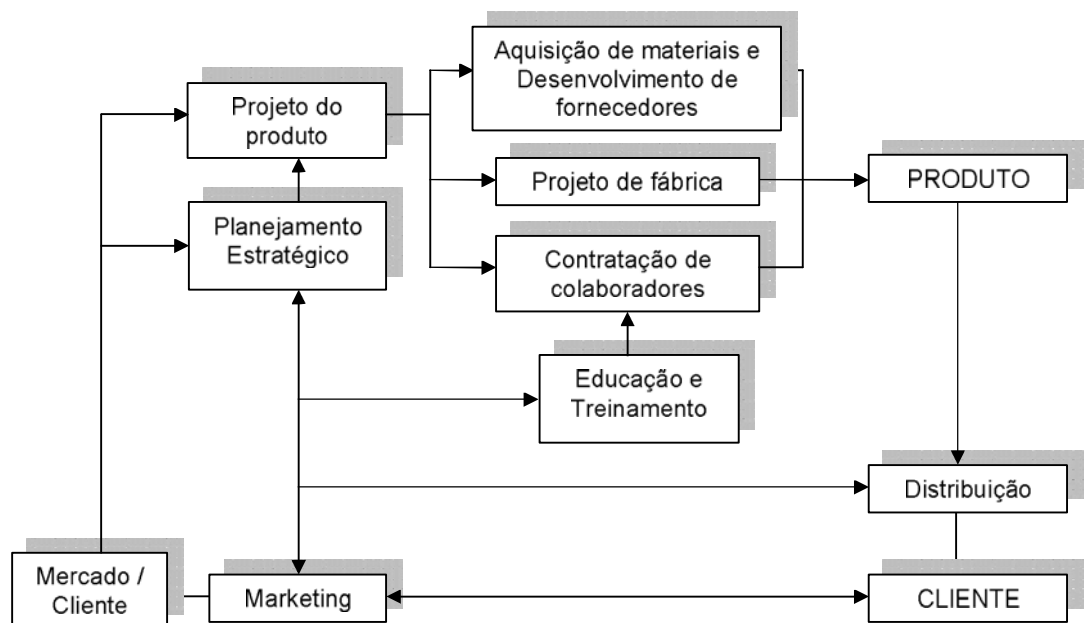 Aquisição de materiais e
Desenvolvimento de
fornecedores
Projeto do
produto
Projeto de fábrica
PRODUTO
Planejamento
Estratégico
Contratação de
colaboradores
Educação e
Treinamento
Distribuição
Mercado /
Cliente
Marketing
CLIENTE